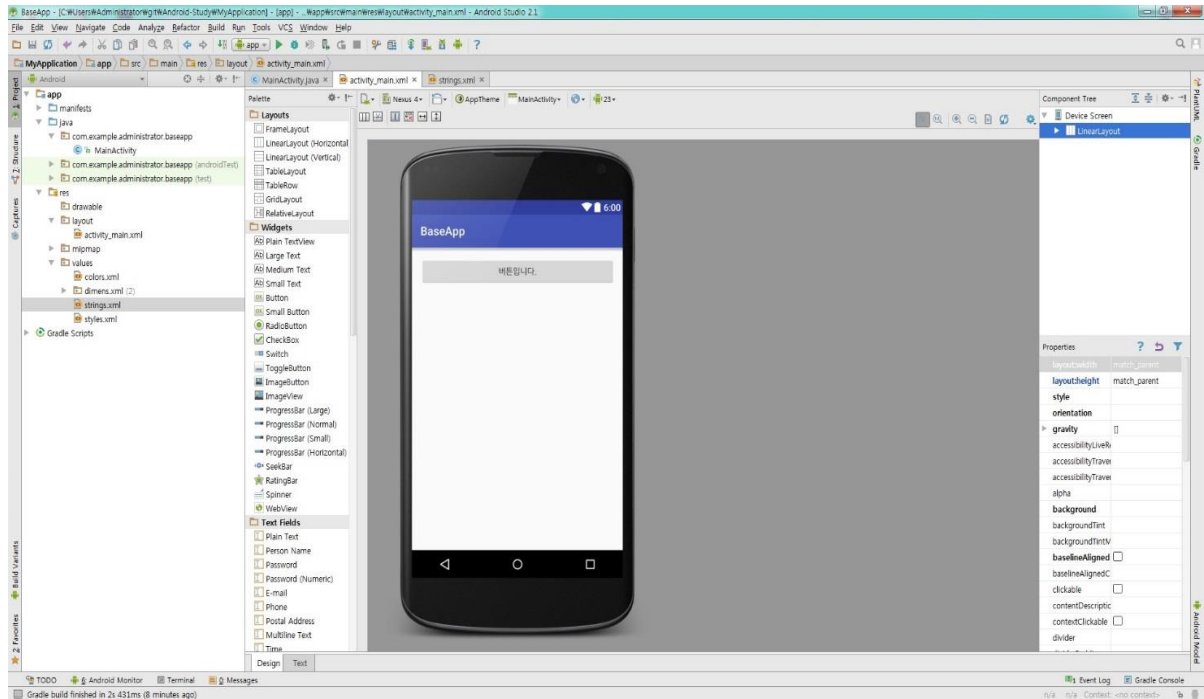 BaseApp - [C:₩Users₩Administrator₩git₩Android-Study₩MyApplication] - [app] - ...₩app₩src₩main₩res₩layout₩activity_main.xml - Android Studio 2.1
File Edit View Navigate Code Analyze Refactor Build Run Tools VCS Window Help
app
MyApplication app src main res layout activity_main.xml
Android
MainActivity.java activity_main.xml strings.xml
1: Project
7: Structure
Captures
Build Variants
2: Favorites
app
manifests
java
com.example.administrator.baseapp
MainActivity
com.example.administrator.baseapp (androidTest)
com.example.administrator.baseapp (test)
res
drawable
layout
activity_main.xml
mipmap
values
colors.xml
dimens.xml (2)
strings.xml
styles.xml
Gradle Scripts
Palette
Layouts
FrameLayout
LinearLayout (Horizontal
LinearLayout (Vertical)
TableLayout
TableRow
GridLayout
RelativeLayout
Widgets
Plain TextView
Large Text
Medium Text
Small Text
Button
Small Button
RadioButton
CheckBox
Switch
ToggleButton
ImageButton
ImageView
ProgressBar (Large)
ProgressBar (Normal)
ProgressBar (Small)
ProgressBar (Horizontal)
SeekBar
RatingBar
Spinner
WebView
Text Fields
Plain Text
Person Name
Password
Password (Numeric)
E-mail
Phone
Postal Address
Multiline Text
Time
Design Text
Nexus 4 AppTheme MainActivity 23
6:00
BaseApp
버튼입니다.
Component Tree
Device Screen
LinearLayout
Properties
layout:width match_parent
layout:height match_parent
style
orientation
gravity []
accessibilityLiveRe
accessibilityTraver
accessibilityTraver
alpha
background
backgroundTint
backgroundTintM
baselineAligned
baselineAlignedC
clickable
contentDescriptic
contextClickable
divider
PlantUML
Gradle
Android Model
TODO 6: Android Monitor Terminal 0: Messages Event Log Gradle Console
Gradle build finished in 2s 431ms (8 minutes ago) n/a n/a Context: <no context>